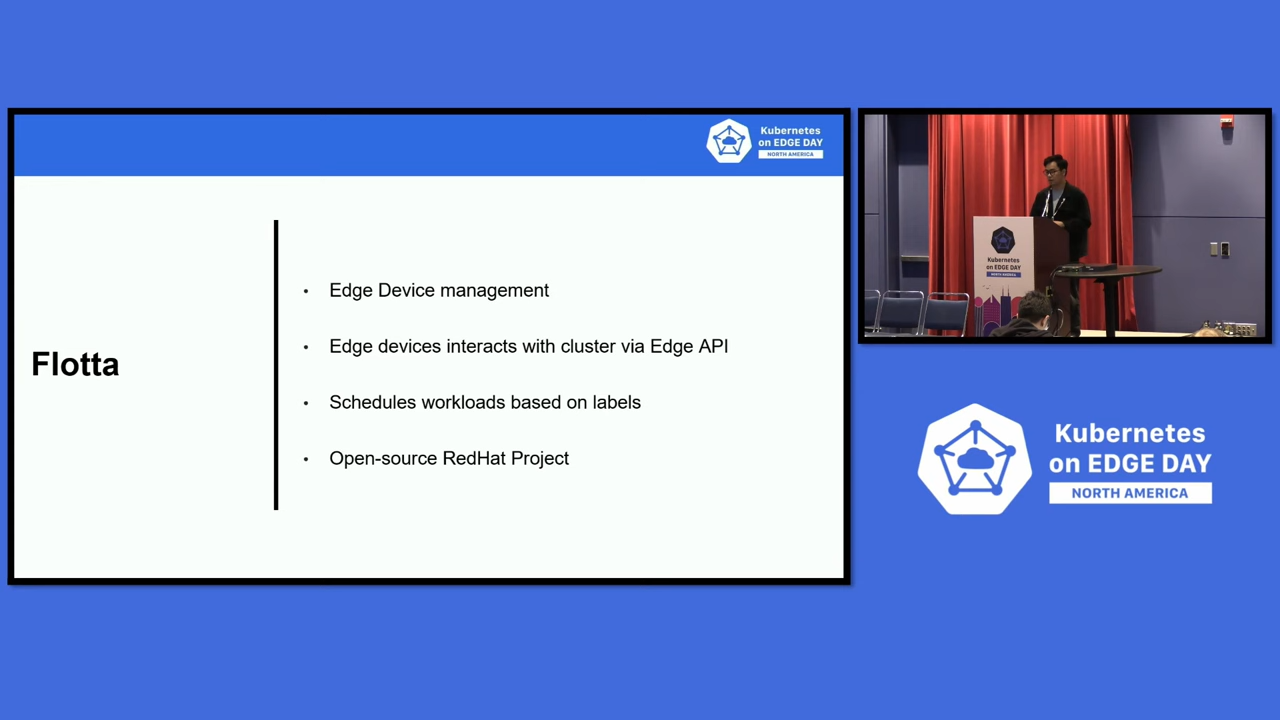 Kubernetes
on EDGE DAY
NORTH AMERICA
Flotta
• Edge Device management
• Edge devices interacts with cluster via Edge API
• Schedules workloads based on labels
• Open-source RedHat Project
Kubernetes
on EDGE DAY
NORTH AMERICA
Kubernetes
on EDGE DAY
NORTH AMERICA